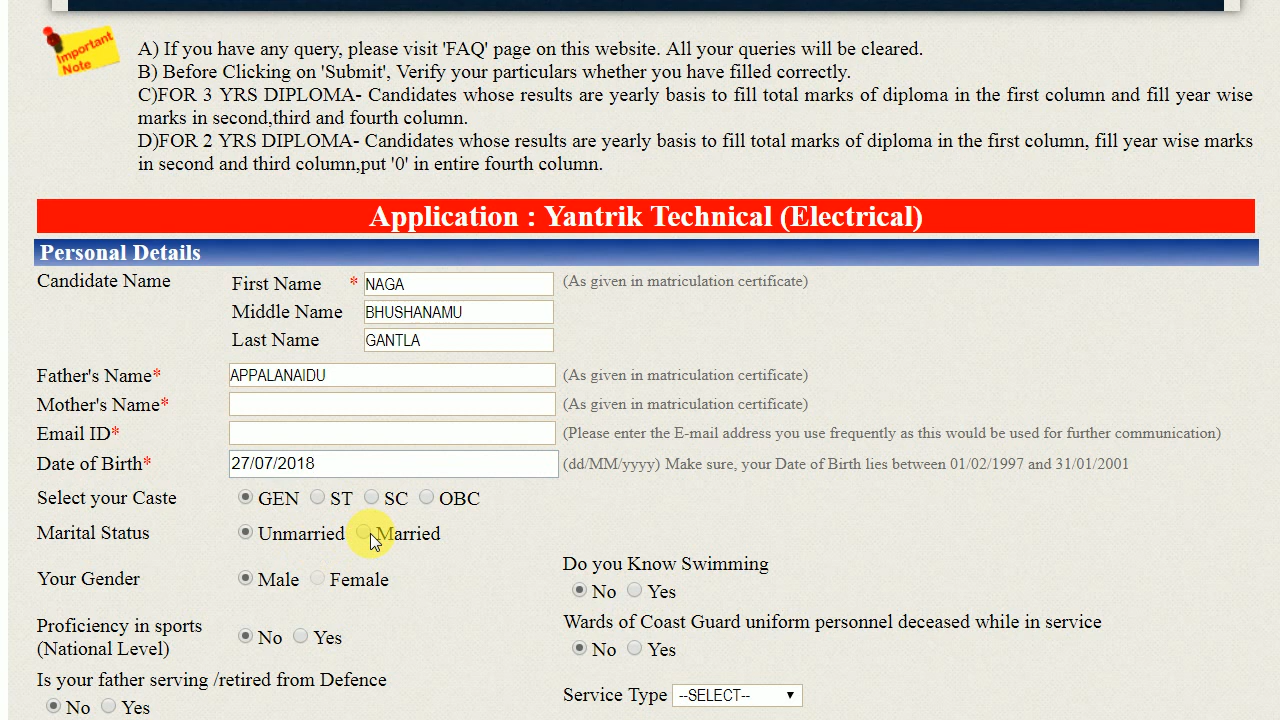 Important
Note
A) If you have any query, please visit 'FAQ' page on this website. All your queries will be cleared.
B) Before Clicking on 'Submit', Verify your particulars whether you have filled correctly.
C)FOR 3 YRS DIPLOMA- Candidates whose results are yearly basis to fill total marks of diploma in the first column and fill year wise
marks in second,third and fourth column.
D)FOR 2 YRS DIPLOMA- Candidates whose results are yearly basis to fill total marks of diploma in the first column, fill year wise marks
in second and third column,put '0' in entire fourth column.
Application : Yantrik Technical (Electrical)
Personal Details
Candidate Name First Name * NAGA (As given in matriculation certificate)
Middle Name BHUSHANAMU
Last Name GANTLA
Father's Name* APPALANAIDU (As given in matriculation certificate)
Mother's Name* (As given in matriculation certificate)
Email ID* (Please enter the E-mail address you use frequently as this would be used for further communication)
Date of Birth* 27/07/2018 (dd/MM/yyyy) Make sure, your Date of Birth lies between 01/02/1997 and 31/01/2001
Select your Caste GEN ST SC OBC
Marital Status Unmarried Married
Your Gender Male Female
Do you Know Swimming
No Yes
Proficiency in sports
(National Level) No Yes
Wards of Coast Guard uniform personnel deceased while in service
No Yes
Is your father serving /retired from Defence
No Yes
Service Type --SELECT--